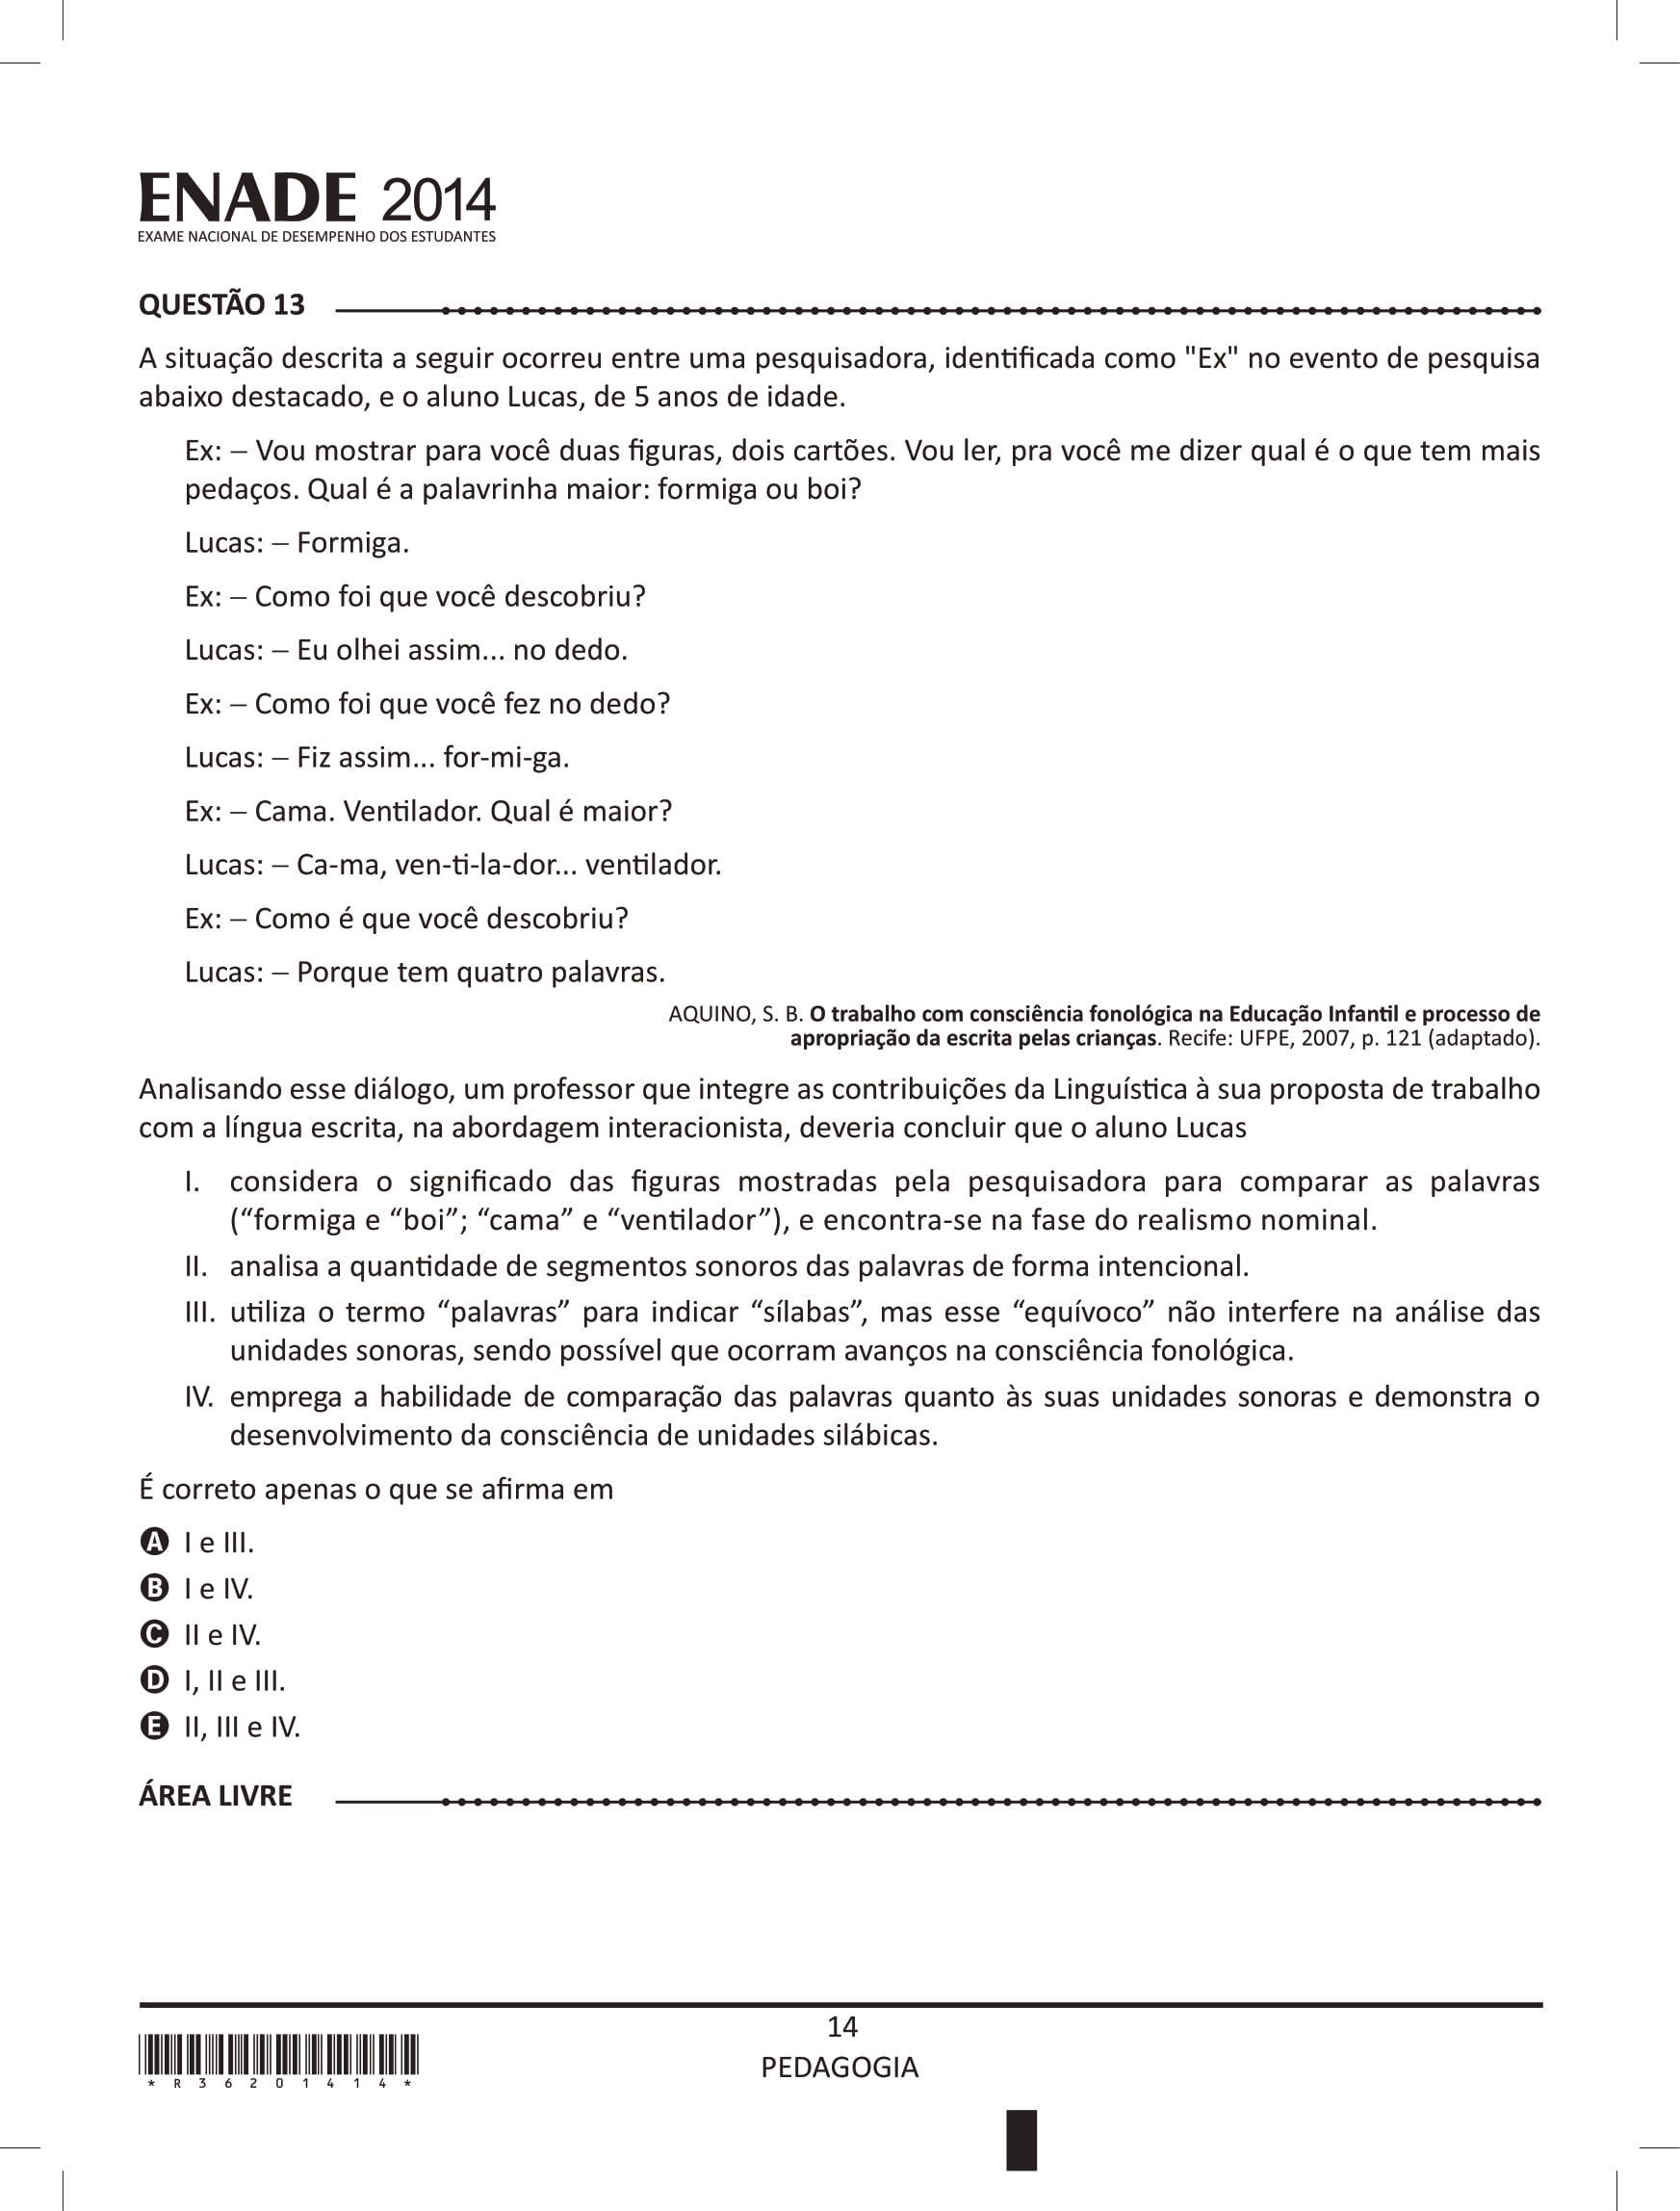 ENADE 2014
EXAME NACIONAL DE DESEMPENHO DOS ESTUDANTES
QUESTÃO 13
A situação descrita a seguir ocorreu entre uma pesquisadora, identificada como "Ex" no evento de pesquisa
abaixo destacado, e o aluno Lucas, de 5 anos de idade.
Ex: – Vou mostrar para você duas figuras, dois cartões. Vou ler, pra você me dizer qual é o que tem mais
pedaços. Qual é a palavrinha maior: formiga ou boi?
Lucas: – Formiga.
Ex: – Como foi que você descobriu?
Lucas: – Eu olhei assim... no dedo.
Ex: – Como foi que você fez no dedo?
Lucas: – Fiz assim... for-mi-ga.
Ex: – Cama. Ventilador. Qual é maior?
Lucas: – Ca-ma, ven-ti-la-dor... ventilador.
Ex: – Como é que você descobriu?
Lucas: – Porque tem quatro palavras.
AQUINO, S. B. O trabalho com consciência fonológica na Educação Infantil e processo de
apropriação da escrita pelas crianças. Recife: UFPE, 2007, p. 121 (adaptado).
Analisando esse diálogo, um professor que integre as contribuições da Linguística à sua proposta de trabalho
com a língua escrita, na abordagem interacionista, deveria concluir que o aluno Lucas
I. considera o significado das figuras mostradas pela pesquisadora para comparar as palavras
(“formiga e “boi”; “cama” e “ventilador”), e encontra-se na fase do realismo nominal.
II. analisa a quantidade de segmentos sonoros das palavras de forma intencional.
III. utiliza o termo “palavras” para indicar “sílabas”, mas esse “equívoco” não interfere na análise das
unidades sonoras, sendo possível que ocorram avanços na consciência fonológica.
IV. emprega a habilidade de comparação das palavras quanto às suas unidades sonoras e demonstra o
desenvolvimento da consciência de unidades silábicas.
É correto apenas o que se afirma em
A I e III.
B I e IV.
C II e IV.
D I, II e III.
E II, III e IV.
ÁREA LIVRE
14
PEDAGOGIA
* R 3 6 2 0 1 4 1 4 *